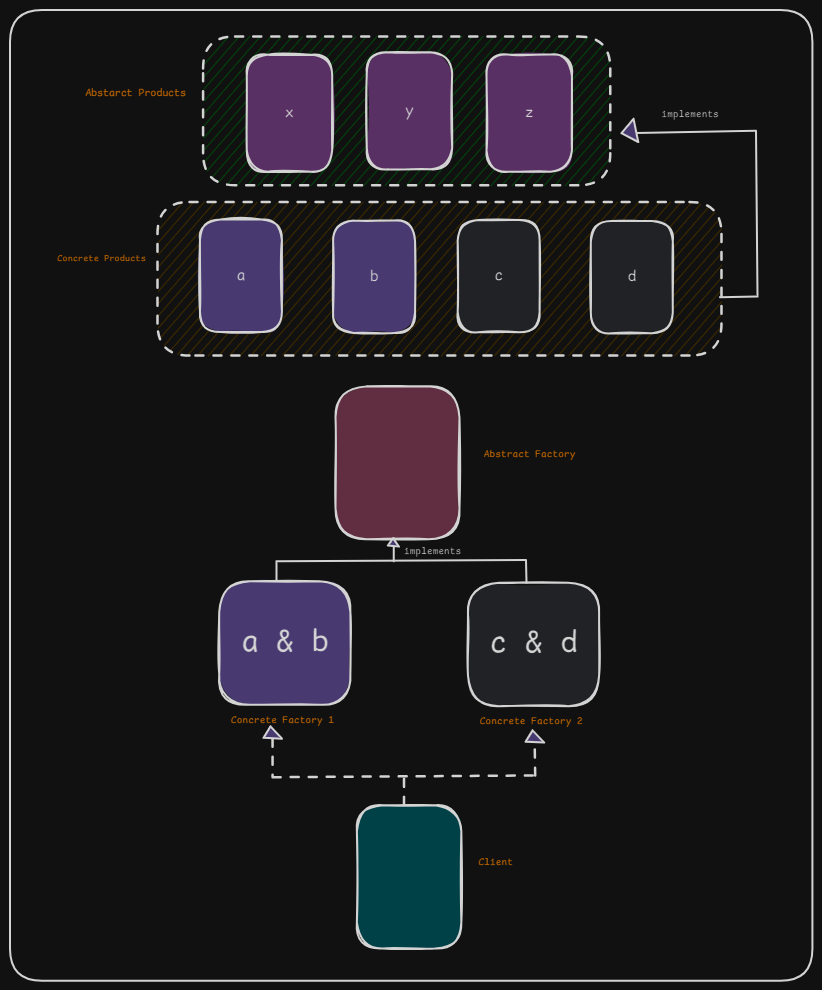 Abstarct Products
x
y
z
implements
Concrete Products
a
b
c
d
Abstract Factory
implements
a & b
c & d
Concrete Factory 1
Concrete Factory 2
Client